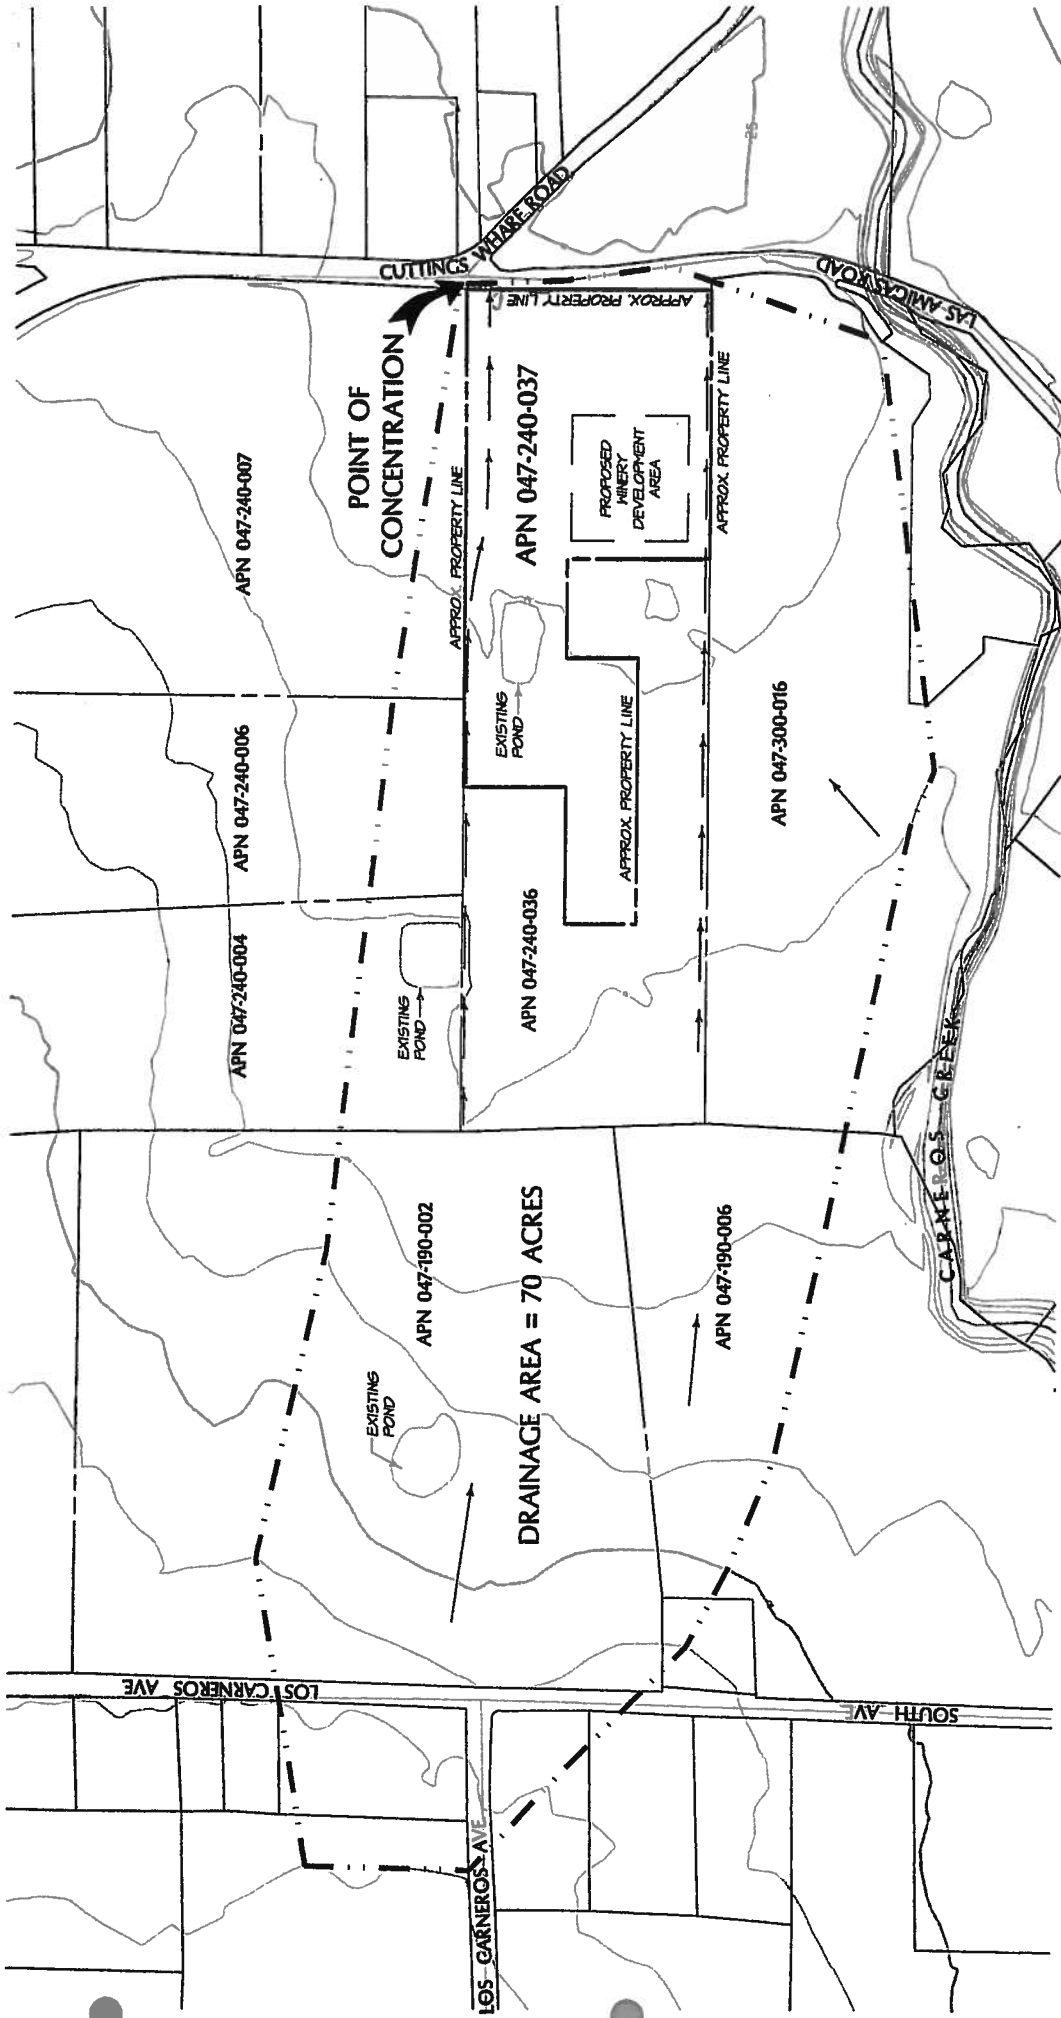 CUTTINGS WHARF ROAD
LAS AMIGAS ROAD
25
POINT OF
CONCENTRATION
APPROX. PROPERTY LINE
APPROX. PROPERTY LINE
APPROX. PROPERTY LINE
APPROX. PROPERTY LINE
APPROX. PROPERTY LINE
APN 047-240-007
APN 047-240-037
PROPOSED
WINERY
DEVELOPMENT
AREA
EXISTING
POND
APN 047-240-006
APN 047-300-016
APN 047-240-004
EXISTING
POND
APN 047-240-036
CARNEROS CREEK
APN 047-190-002
DRAINAGE AREA = 70 ACRES
APN 047-190-006
EXISTING
POND
LOS CARNEROS AVE
SOUTH AVE
LOS CARNEROS AVE